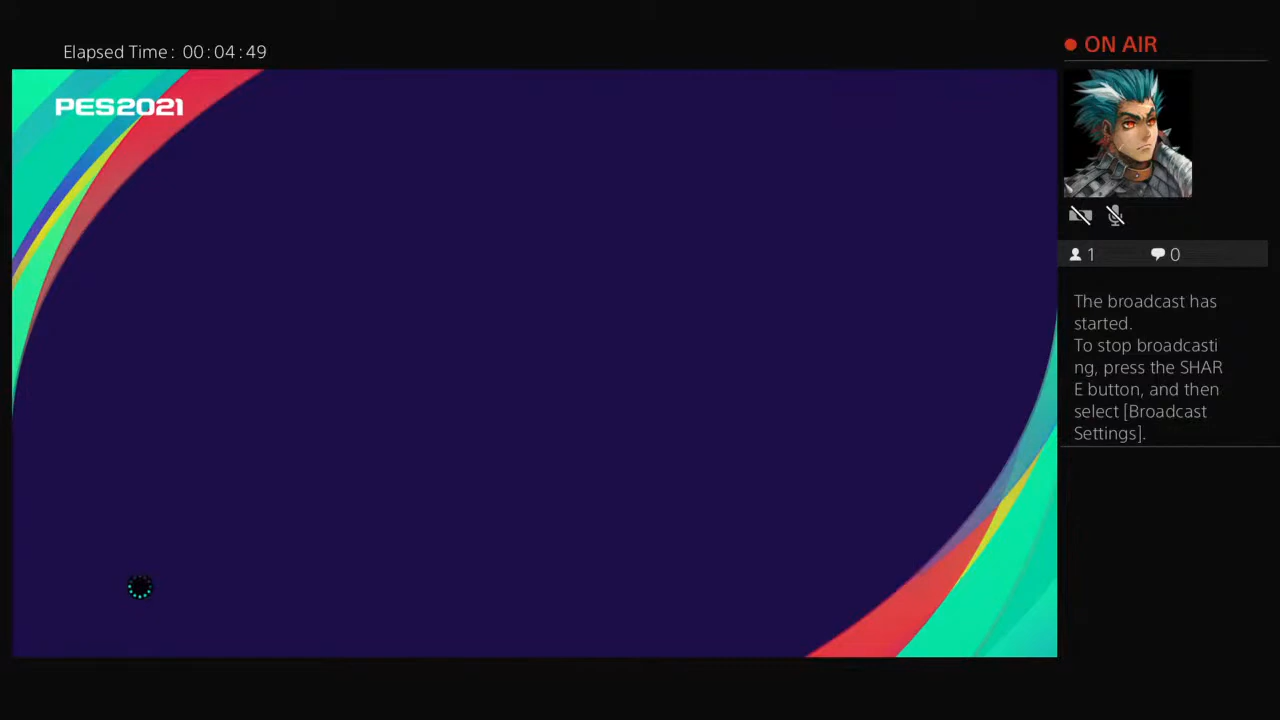 Elapsed Time: 00:04:49
ON AIR
PES2021
1
0
The broadcast has
started.
To stop broadcasti
ng, press the SHAR
E button, and then
select [Broadcast
Settings].